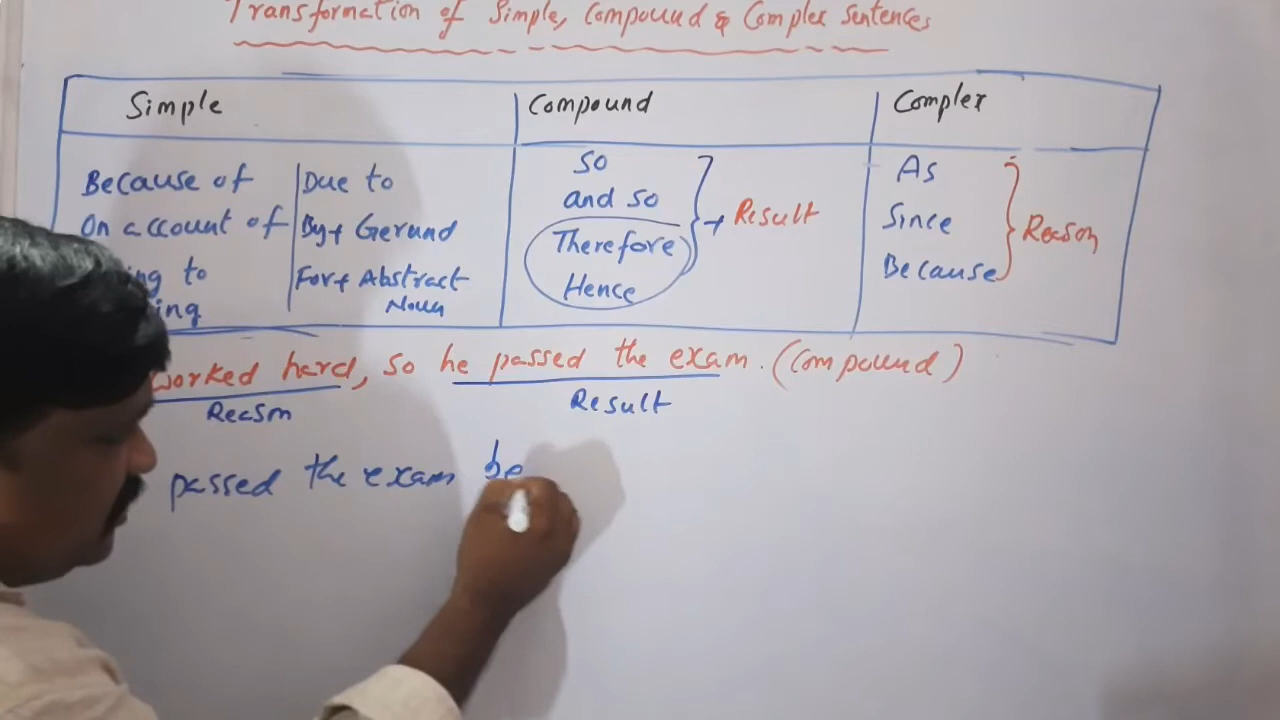 Transformation of Simple, Compound & Complex Sentences
Simple
Compound
Complex
Because of
On account of
to
Due to
By + Gerund
For + Abstract
Noun
So
and so
Therefore
Hence
Result
As
Since
Because
Reason
worked hard, so he passed the exam. (Compound)
Reason
Result
passed the exam be